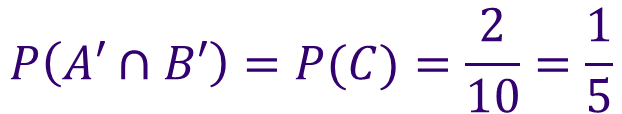 P(A′ ∩ B′) = P(C) = 2/10 = 1/5